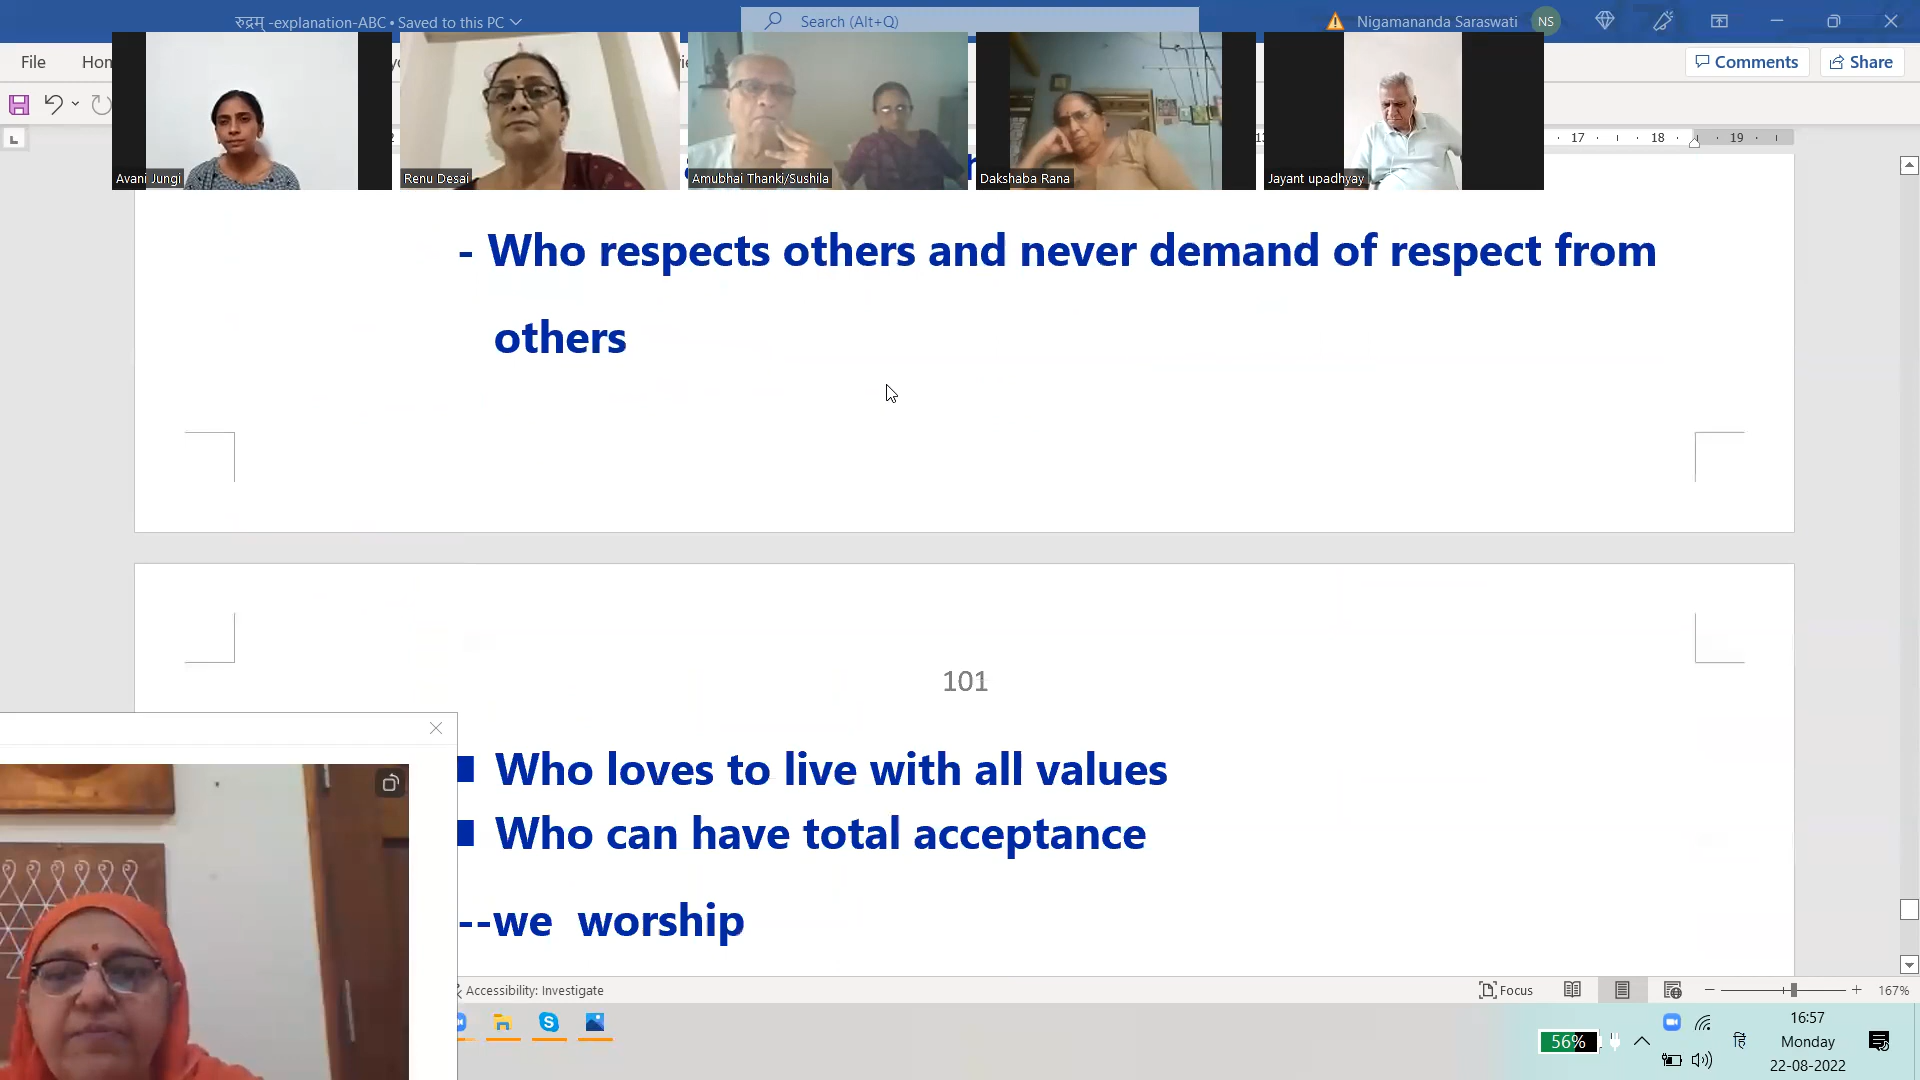 रुद्रम् -explanation-ABC • Saved to this PC
Search (Alt+Q)
Nigamananda Saraswati NS
File
Comments
Share
17 18 19
Avani Jungi
Renu Desai
Amubhai Thanki/Sushila
Dakshaba Rana
Jayant upadhyay
- Who respects others and never demand of respect from
others
101
■ Who loves to live with all values
■ Who can have total acceptance
--we worship
Accessibility: Investigate
Focus
167%
56%
हि
16:57
Monday
22-08-2022